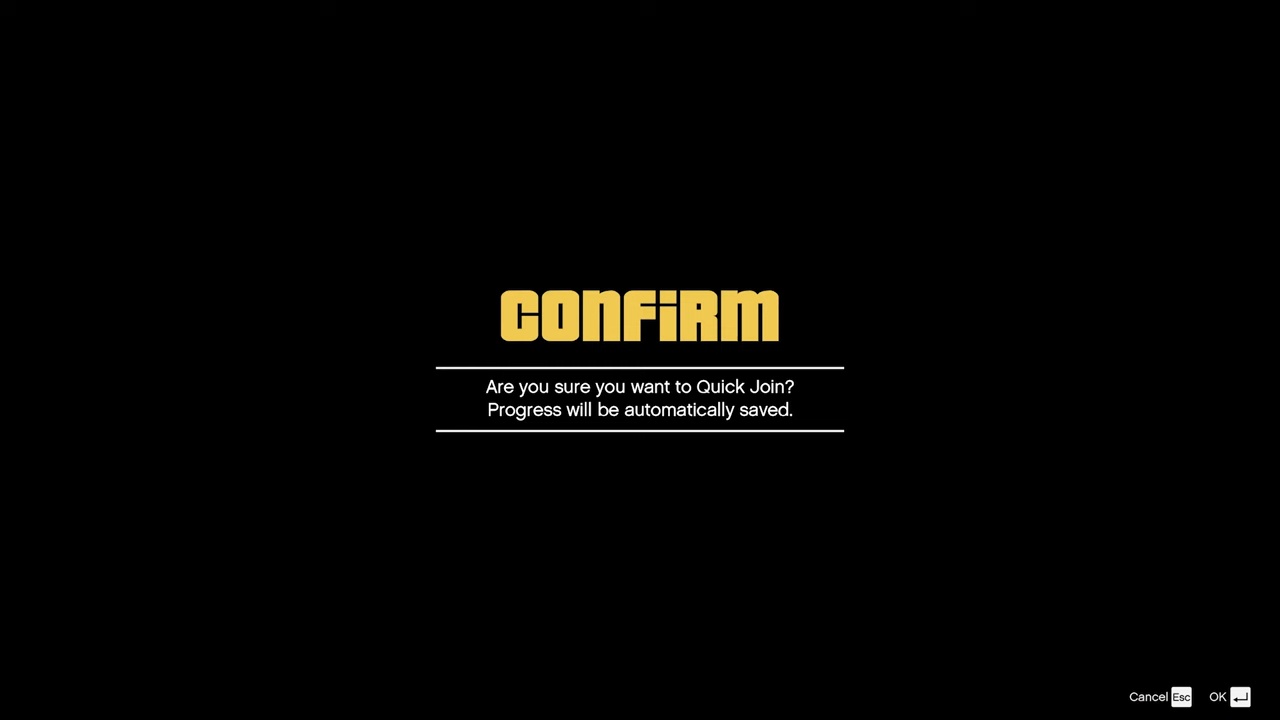 CONFIRM
Are you sure you want to Quick Join?
Progress will be automatically saved.
Cancel Esc OK